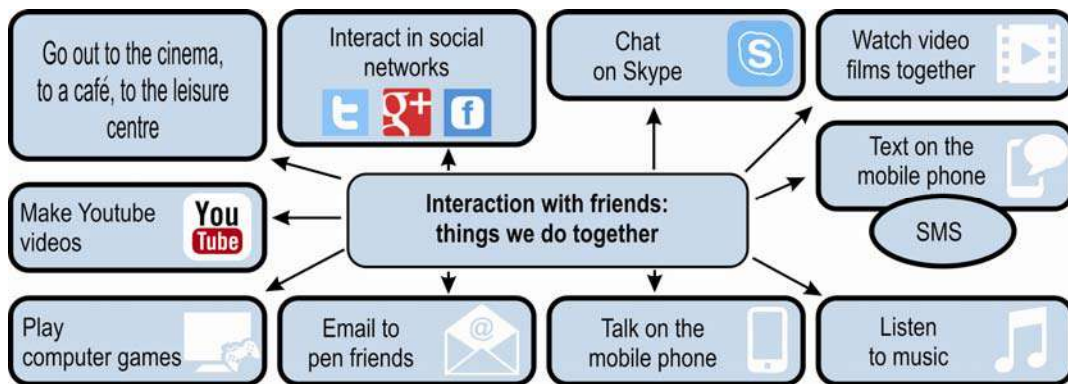 Go out to the cinema,
to a café, to the leisure
centre
Interact in social
networks
t g+ f
Chat
on Skype
S
Watch video
films together
Text on the
mobile phone
SMS
Make Youtube
videos
You
Tube
Interaction with friends:
things we do together
Play
computer games
Email to
pen friends
@
Talk on the
mobile phone
Listen
to music